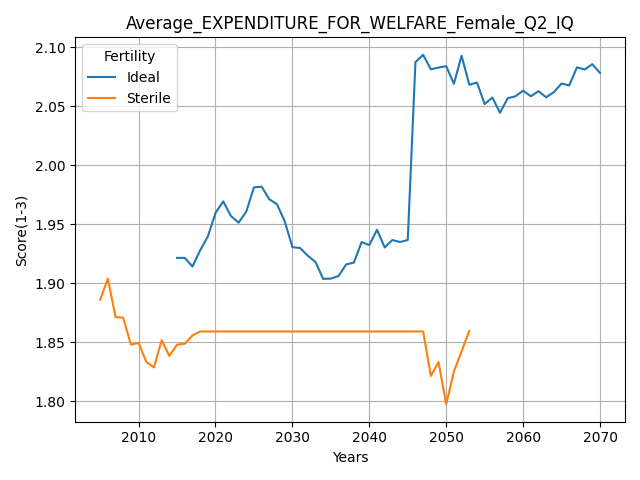 Average_EXPENDITURE_FOR_WELFARE_Female_Q2_IQ
Score(1-3)
2.10
2.05
2.00
1.95
1.90
1.85
1.80
Fertility
Ideal
Sterile
2010 2020 2030 2040 2050 2060 2070
Years